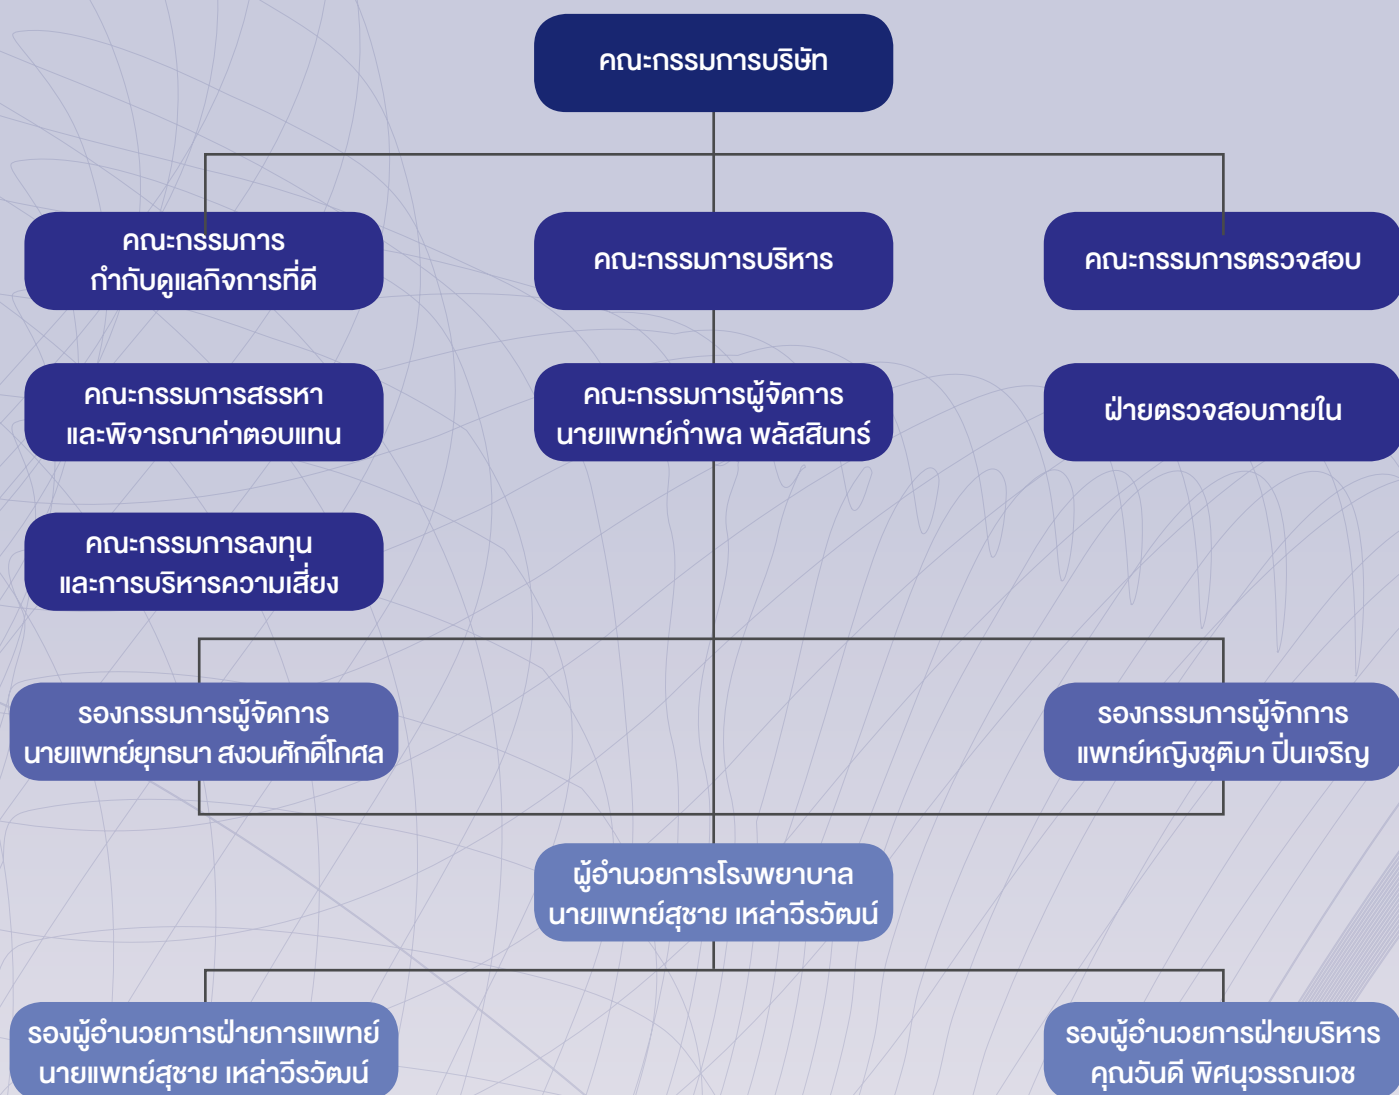 คณะกรรมการบริษัท
คณะกรรมการ
กำกับดูแลกิจการที่ดี
คณะกรรมการบริหาร
คณะกรรมการตรวจสอบ
คณะกรรมการสรรหา
และพิจารณาค่าตอบแทน
คณะกรรมการผู้จัดการ
นายแพทย์กำพล พลัสสินทร์
ฝ่ายตรวจสอบภายใน
คณะกรรมการลงทุน
และการบริหารความเสี่ยง
รองกรรมการผู้จัดการ
นายแพทย์ยุทธนา สงวนศักดิ์โกศล
รองกรรมการผู้จักการ
แพทย์หญิงชุติมา ปิ่นเจริญ
ผู้อำนวยการโรงพยาบาล
นายแพทย์สุชาย เหล่าวีรวัฒน์
รองผู้อำนวยการฝ่ายการแพทย์
นายแพทย์สุชาย เหล่าวีรวัฒน์
รองผู้อำนวยการฝ่ายบริหาร
คุณวันดี พิศนุวรรณเวช